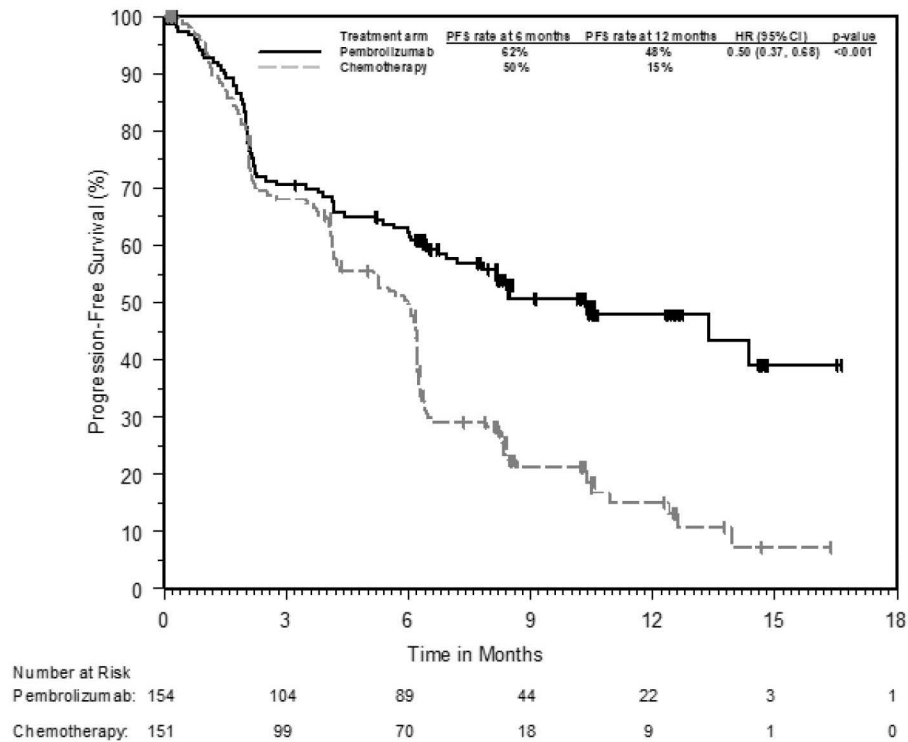 100
90
80
70
60
50
40
30
20
10
0
Progression-Free Survival (%)
Treatment arm PFS rate at 6 months PFS rate at 12 months HR (95% CI) p-value
Pembrolizumab 62% 48% 0.50 (0.37, 0.68) <0.001
Chemotherapy 50% 15%
0 3 6 9 12 15 18
Time in Months
Number at Risk
Pembrolizumab: 154 104 89 44 22 3 1
Chemotherapy: 151 99 70 18 9 1 0